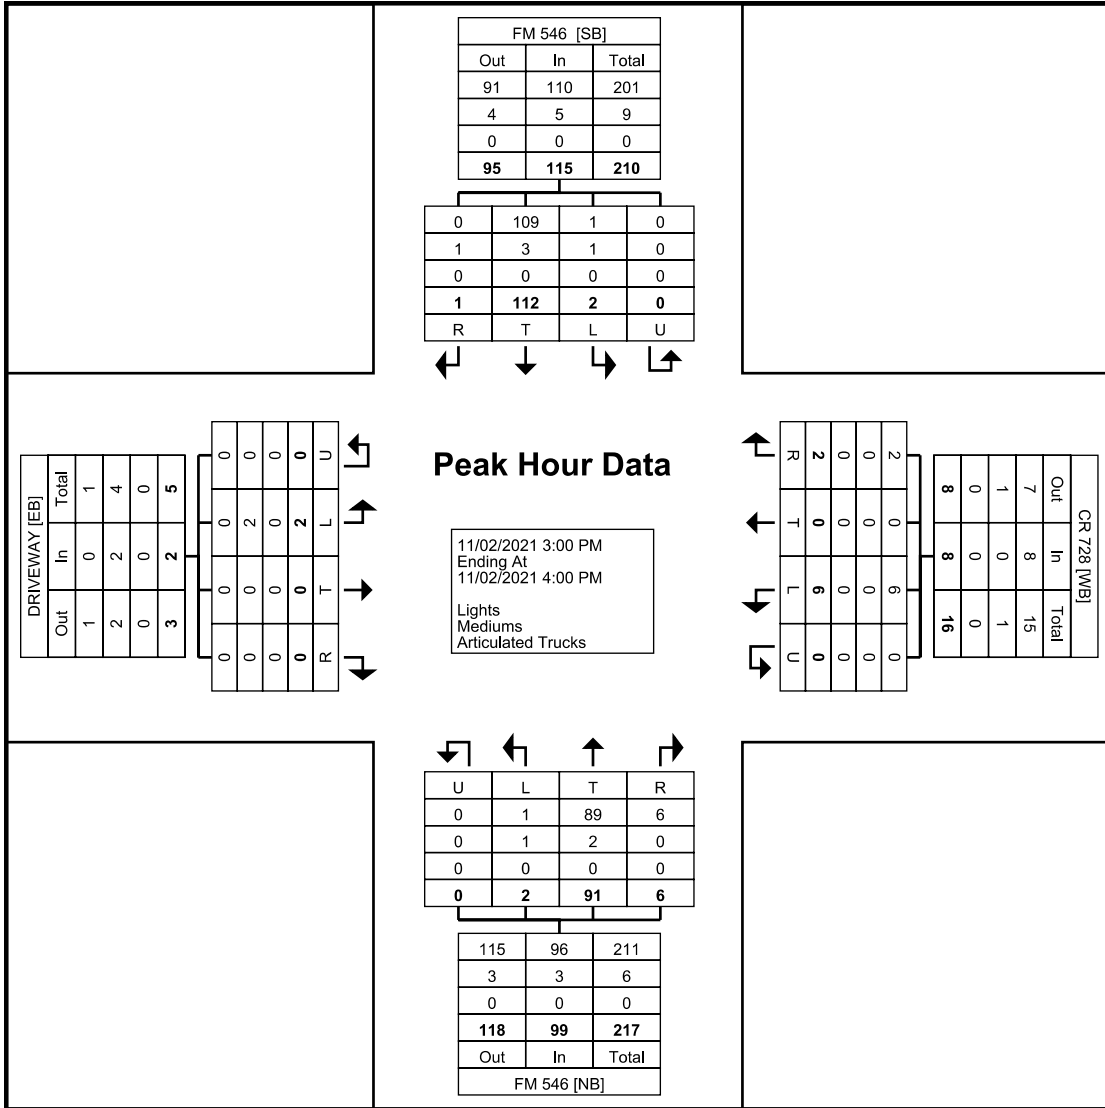 FM 546 [SB]
Out In Total
91 110 201
4 5 9
0 0 0
95 115 210
0 109 1 0
1 3 1 0
0 0 0 0
1 112 2 0
R T L U
DRIVEWAY [EB]
Total In Out
1 0 1
4 2 2
0 0 0
5 2 3
0 0 0 0
0 2 0 0
0 0 0 0
0 2 0 0
U L T R
Peak Hour Data
11/02/2021 3:00 PM
Ending At
11/02/2021 4:00 PM
Lights
Mediums
Articulated Trucks
R T L U
2 0 6 0
0 0 0 0
0 0 0 0
2 0 6 0
8 8 16
0 0 0
1 0 1
7 8 15
Out In Total
CR 728 [WB]
U L T R
0 1 89 6
0 1 2 0
0 0 0 0
0 2 91 6
115 96 211
3 3 6
0 0 0
118 99 217
Out In Total
FM 546 [NB]